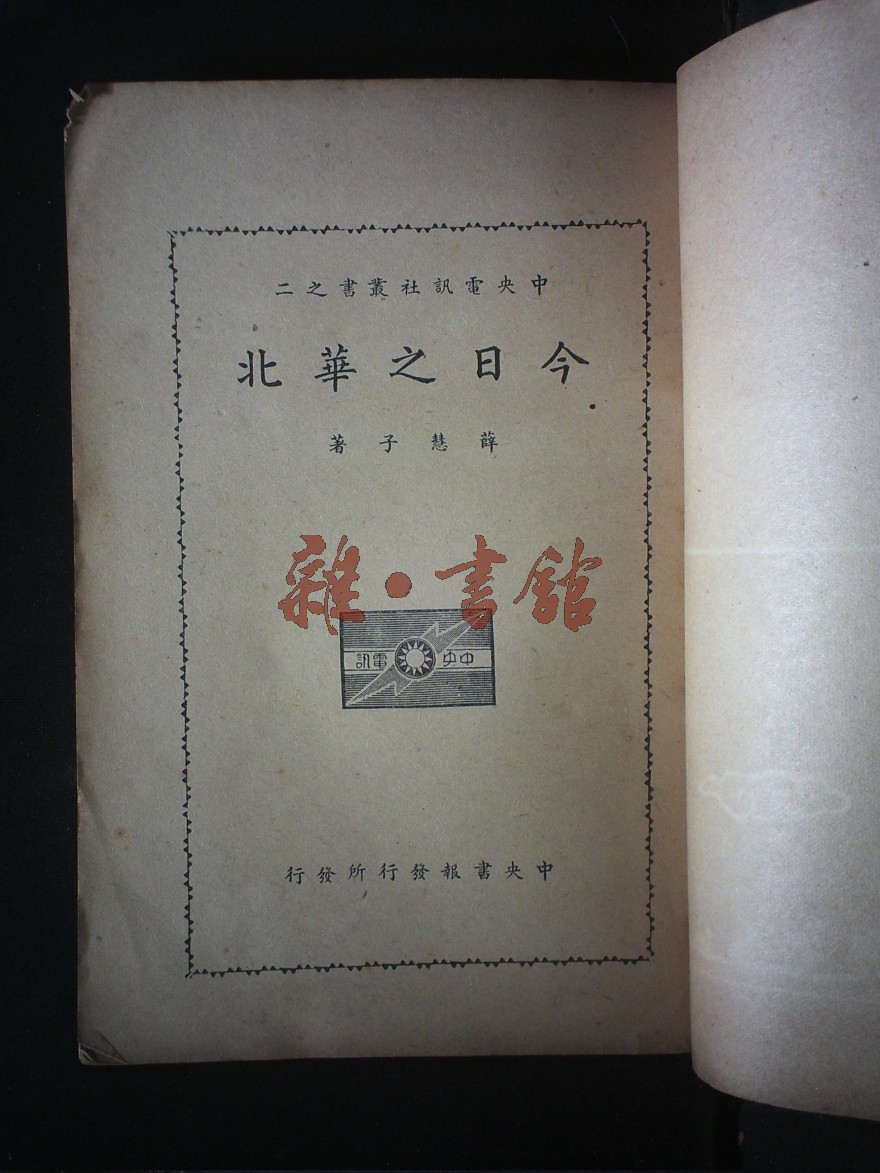 中央電訊社叢書之二
今日之華北
薛慧子著
雜·書舘
中央電訊
中央書報發行所發行